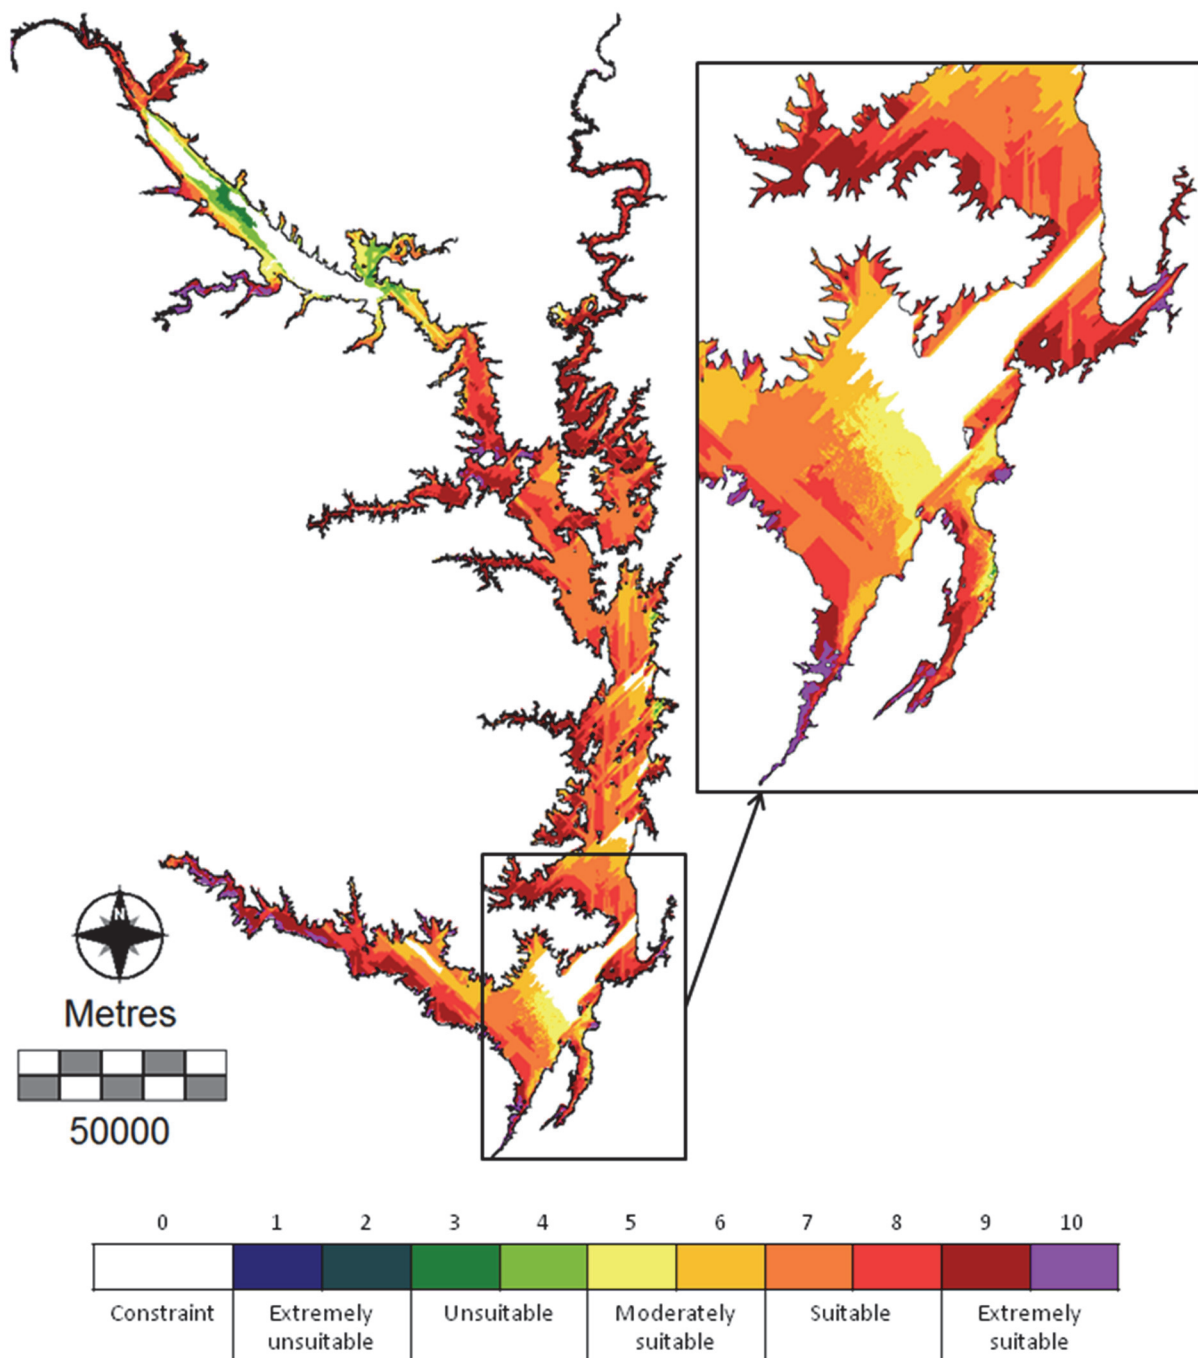 N
Metres
50000
0 1 2 3 4 5 6 7 8 9 10
Constraint Extremely unsuitable Unsuitable Moderately suitable Suitable Extremely suitable